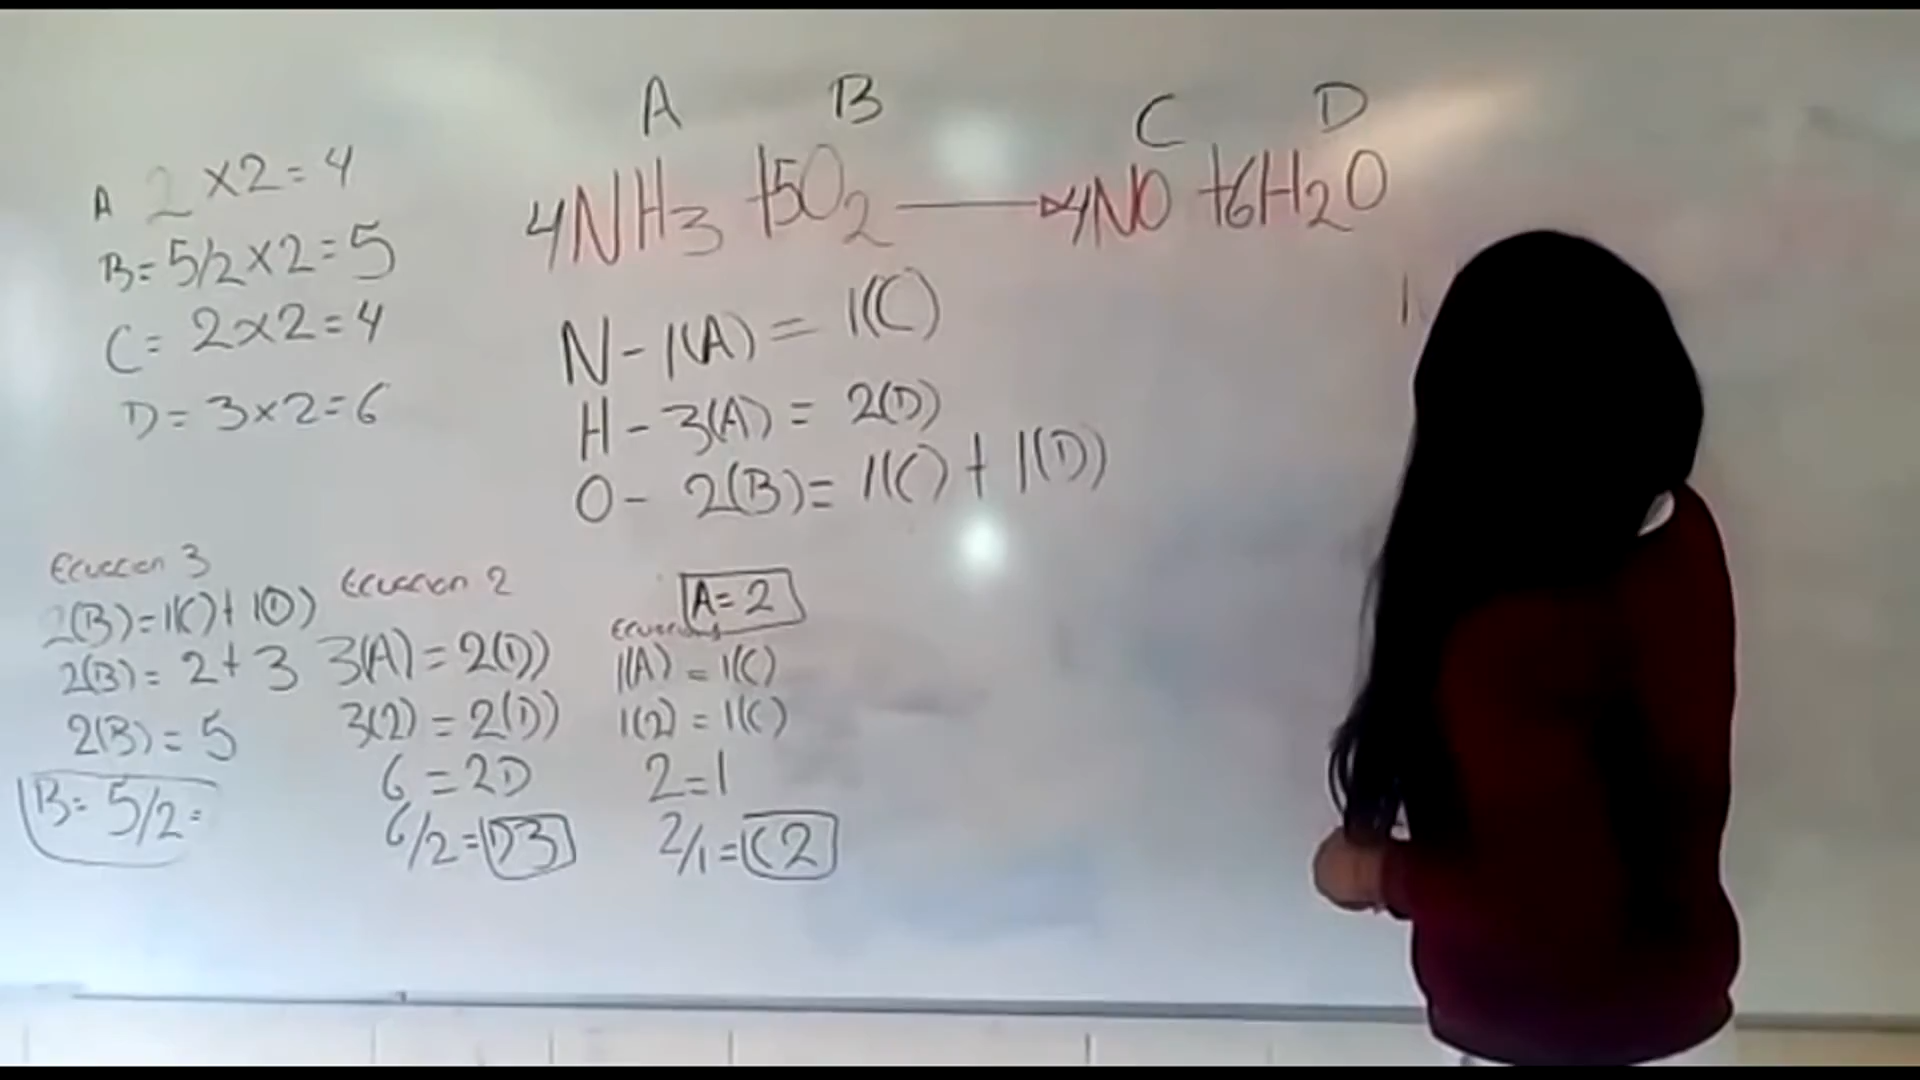 A B C D
4NH3 +5O2 → 4NO +6H2O
A 2 x2=4
B= 5/2 x2=5
C= 2x2=4
D= 3x2=6
N - 1(A) = 1(C)
H - 3(A) = 2(D)
O - 2(B)= 1(C) + 1(D)
Ecuacion 3
2(B)=1(C)+ 1(D)
2(B)= 2+3
2(B)= 5
B= 5/2=
Ecuacion 2
3(A)=2(D)
3(2) = 2(D)
6 = 2D
6/2=D3
A=2
1(A) = 1(C)
1(2) = 1(C)
2=1
2/1=C2